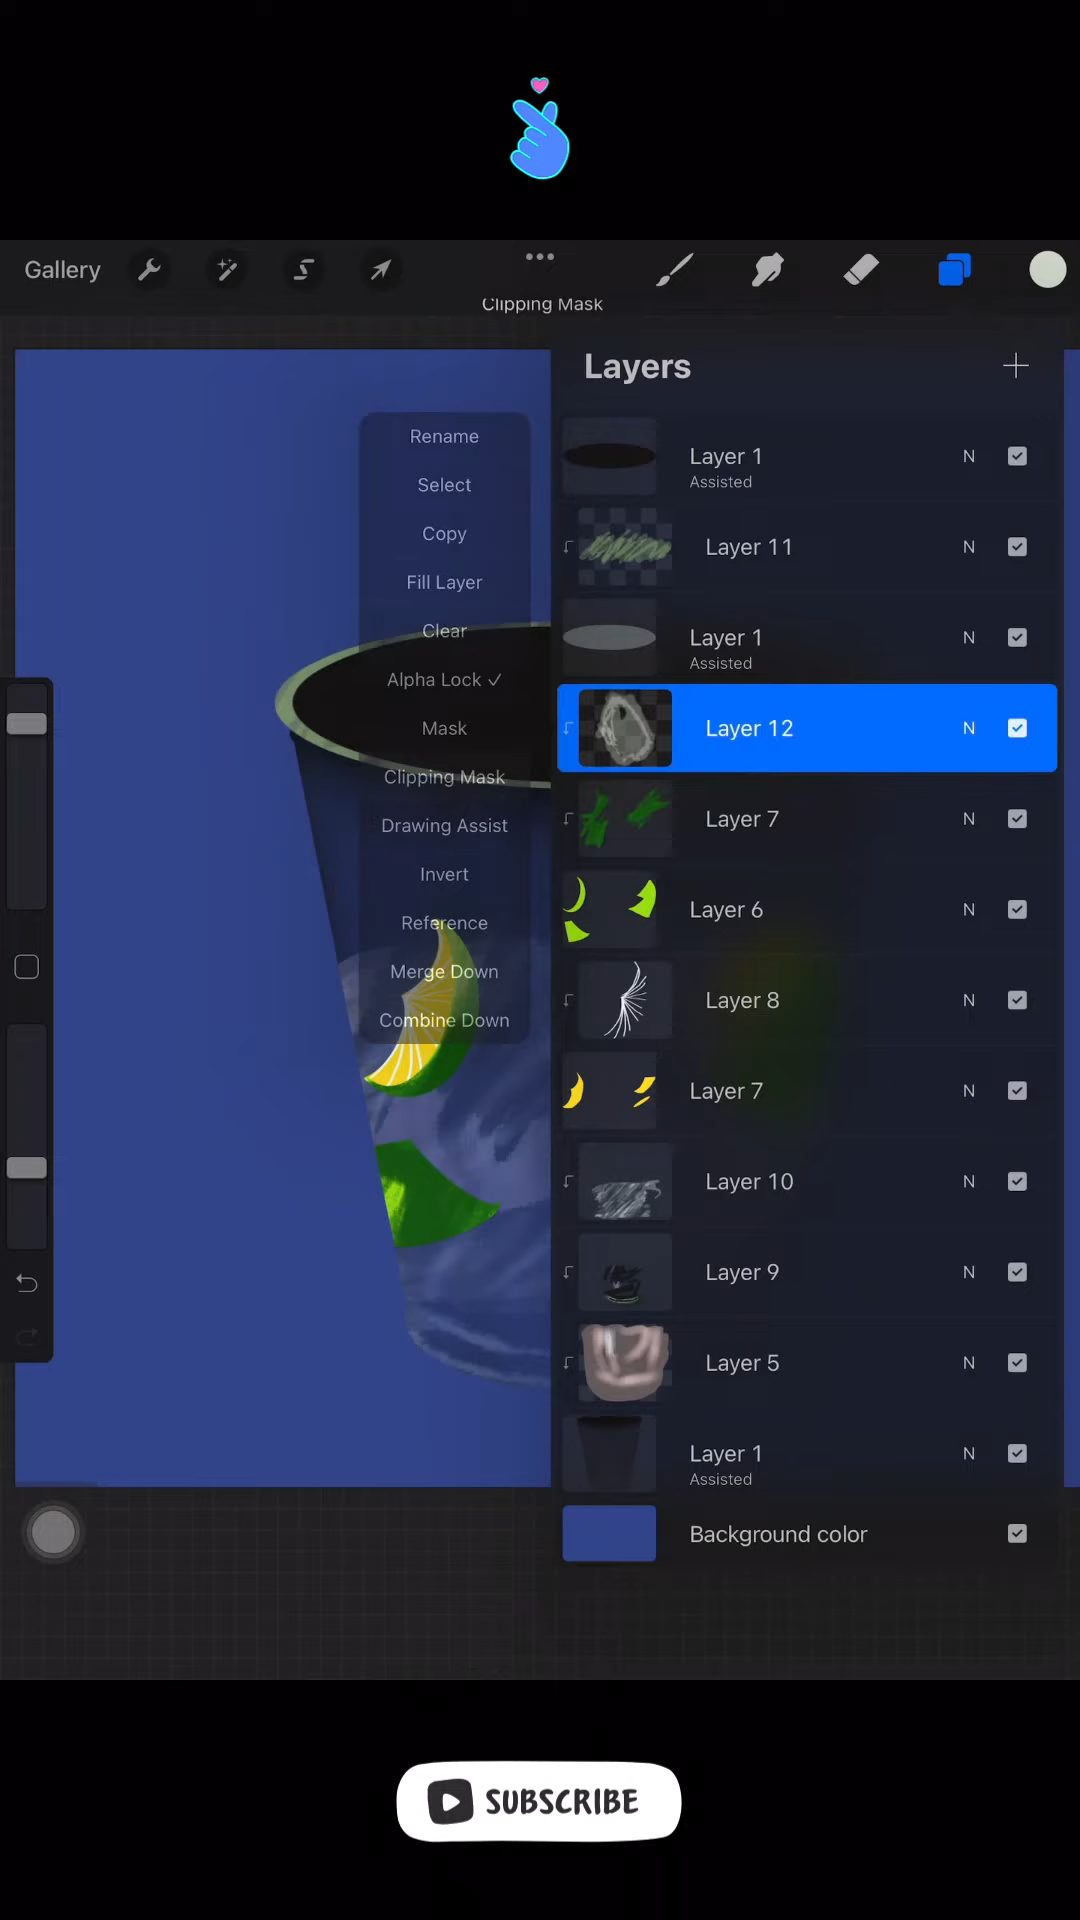 Gallery
Clipping Mask
Layers
Rename
Select
Copy
Fill Layer
Clear
Alpha Lock ✓
Mask
Clipping Mask
Drawing Assist
Invert
Reference
Merge Down
Combine Down
Layer 1 N
Assisted
Layer 11 N
Layer 1 N
Assisted
Layer 12 N
Layer 7 N
Layer 6 N
Layer 8 N
Layer 7 N
Layer 10 N
Layer 9 N
Layer 5 N
Layer 1 N
Assisted
Background color
SUBSCRIBE